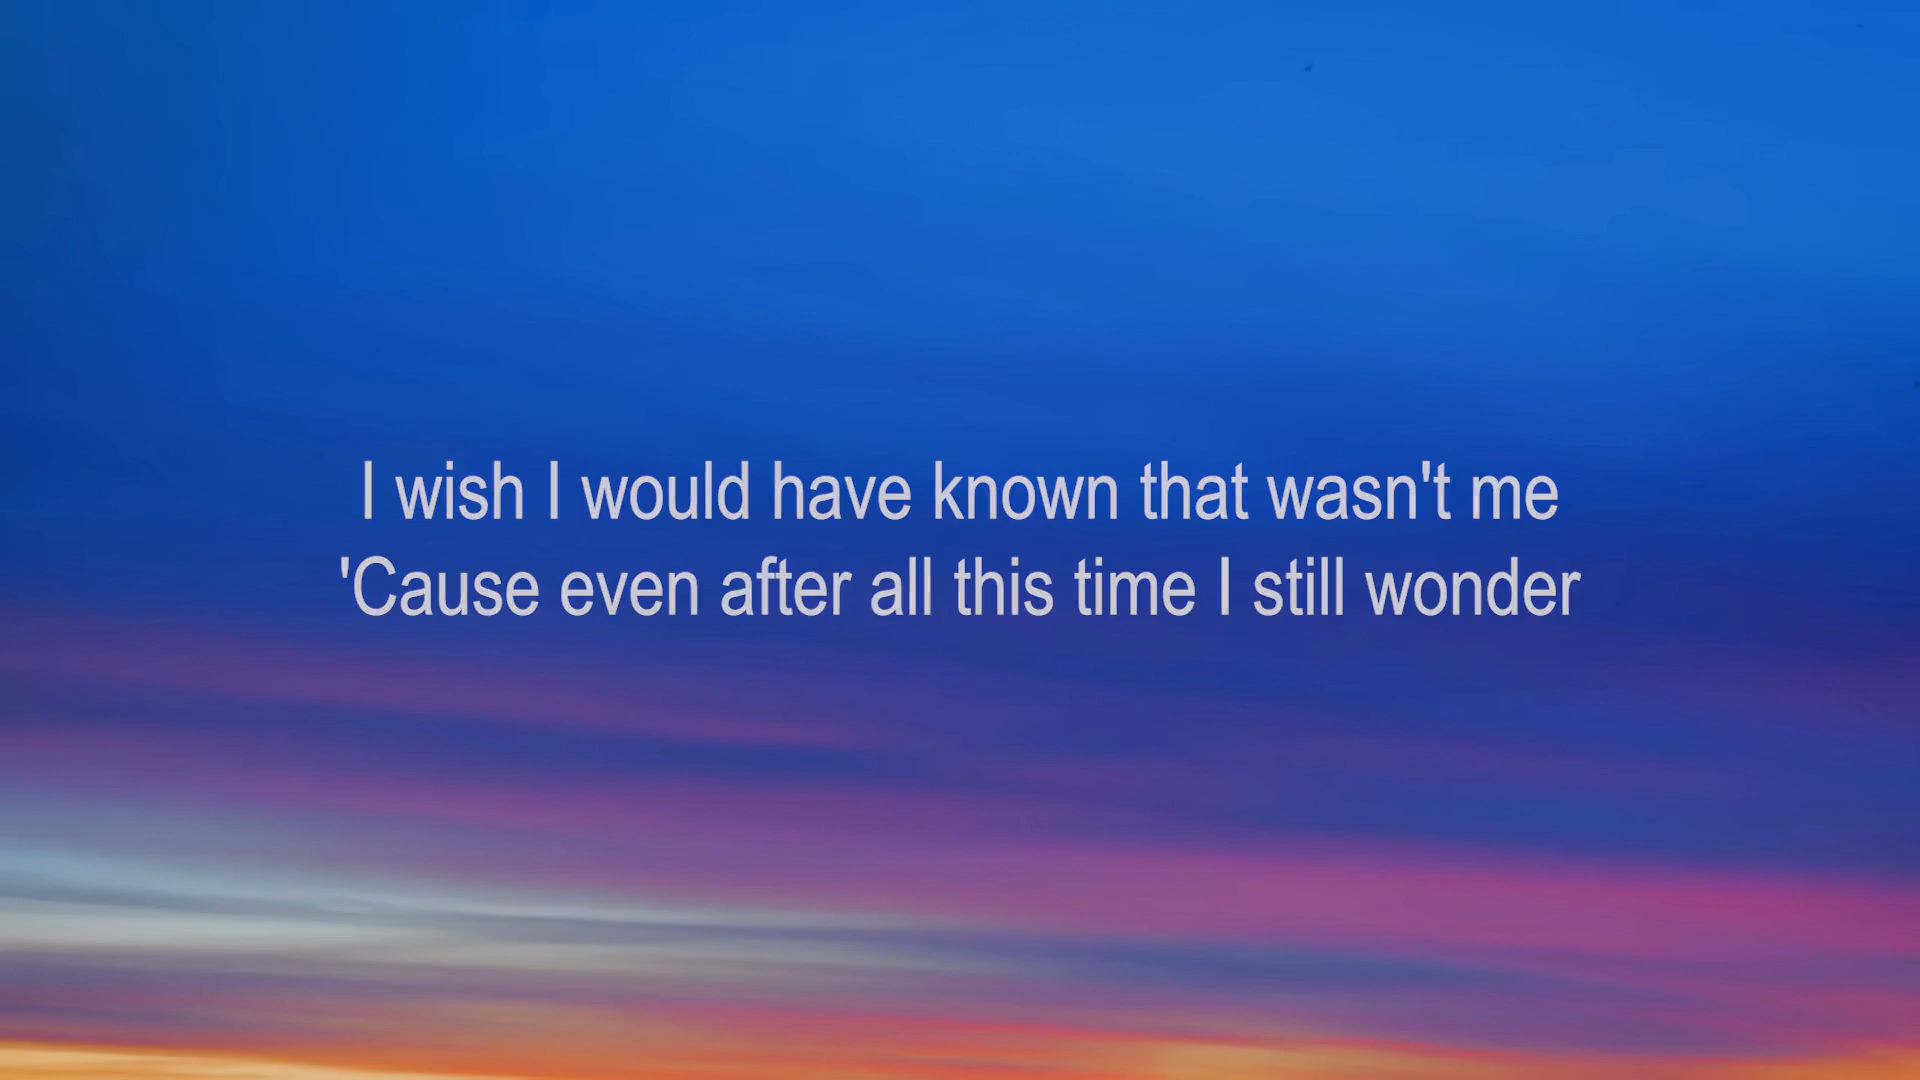 I wish I would have known that wasn't me
'Cause even after all this time I still wonder